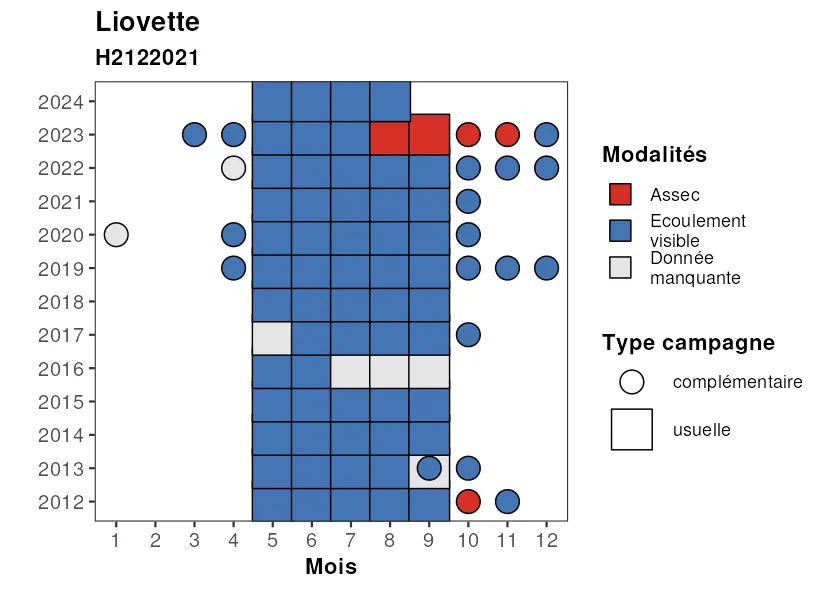 Liovette
H2122021
2024
2023
2022
2021
2020
2019
2018
2017
2016
2015
2014
2013
2012
1 2 3 4 5 6 7 8 9 10 11 12
Mois
Modalités
Assec
Ecoulement
visible
Donnée
manquante
Type campagne
complémentaire
usuelle